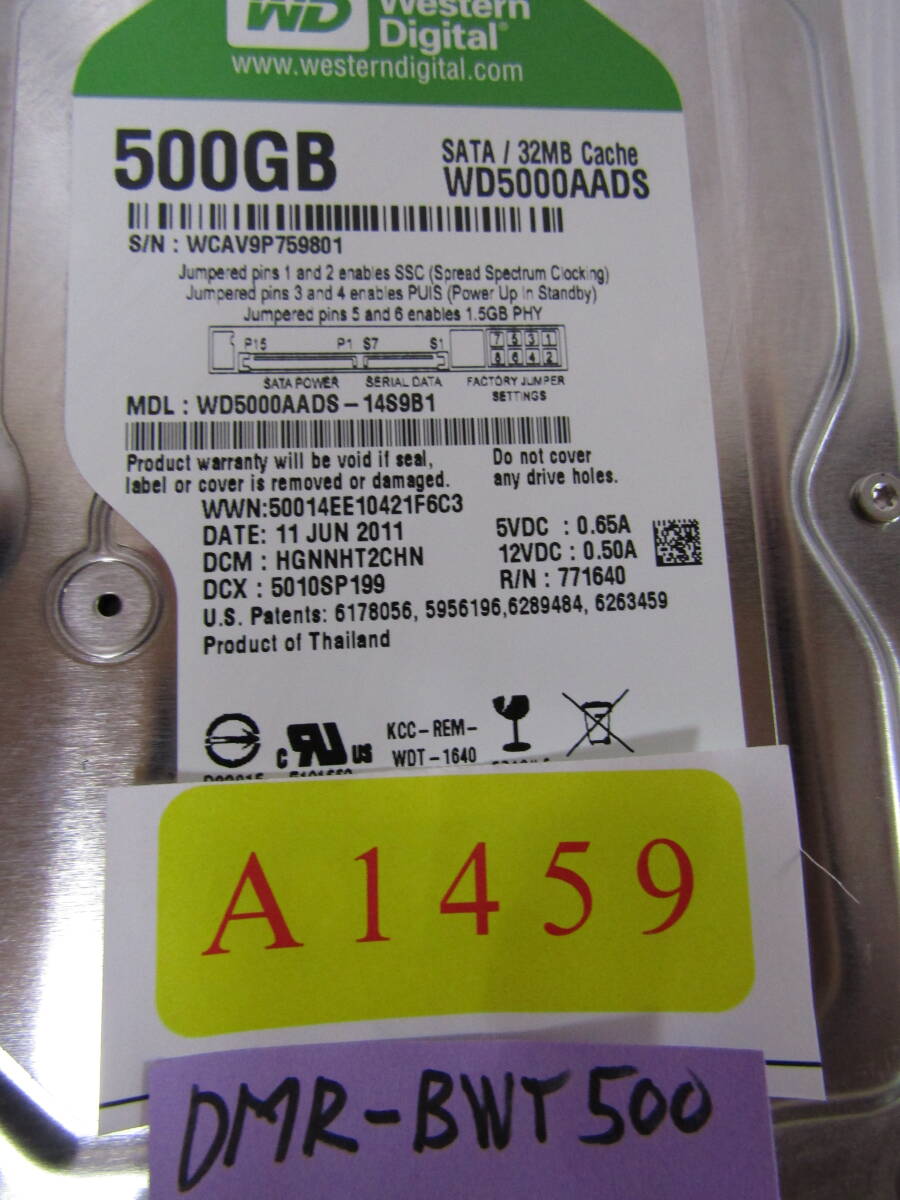 WD
Western
Digital
www.westerndigital.com
500GB
SATA / 32MB Cache
WD5000AADS
S/N : WCAV9P759801
Jumpered pins 1 and 2 enables SSC (Spread Spectrum Clocking)
Jumpered pins 3 and 4 enables PUIS (Power Up in Standby)
Jumpered pins 5 and 6 enables 1.5GB PHY
P15 P1 S7 S1
7 5 3 1
8 6 4 2
SATA POWER SERIAL DATA FACTORY JUMPER
SETTINGS
MDL : WD5000AADS-14S9B1
Product warranty will be void if seal,
label or cover is removed or damaged.
Do not cover
any drive holes.
WWN:50014EE10421F6C3
DATE: 11 JUN 2011
DCM : HGNNHT2CHN
DCX : 5010SP199
5VDC : 0.65A
12VDC : 0.50A
R/N : 771640
U.S. Patents: 6178056, 5956196,6289484, 6263459
Product of Thailand
c RU us
KCC-REM-
WDT-1640
A1459
DMR-BWT500